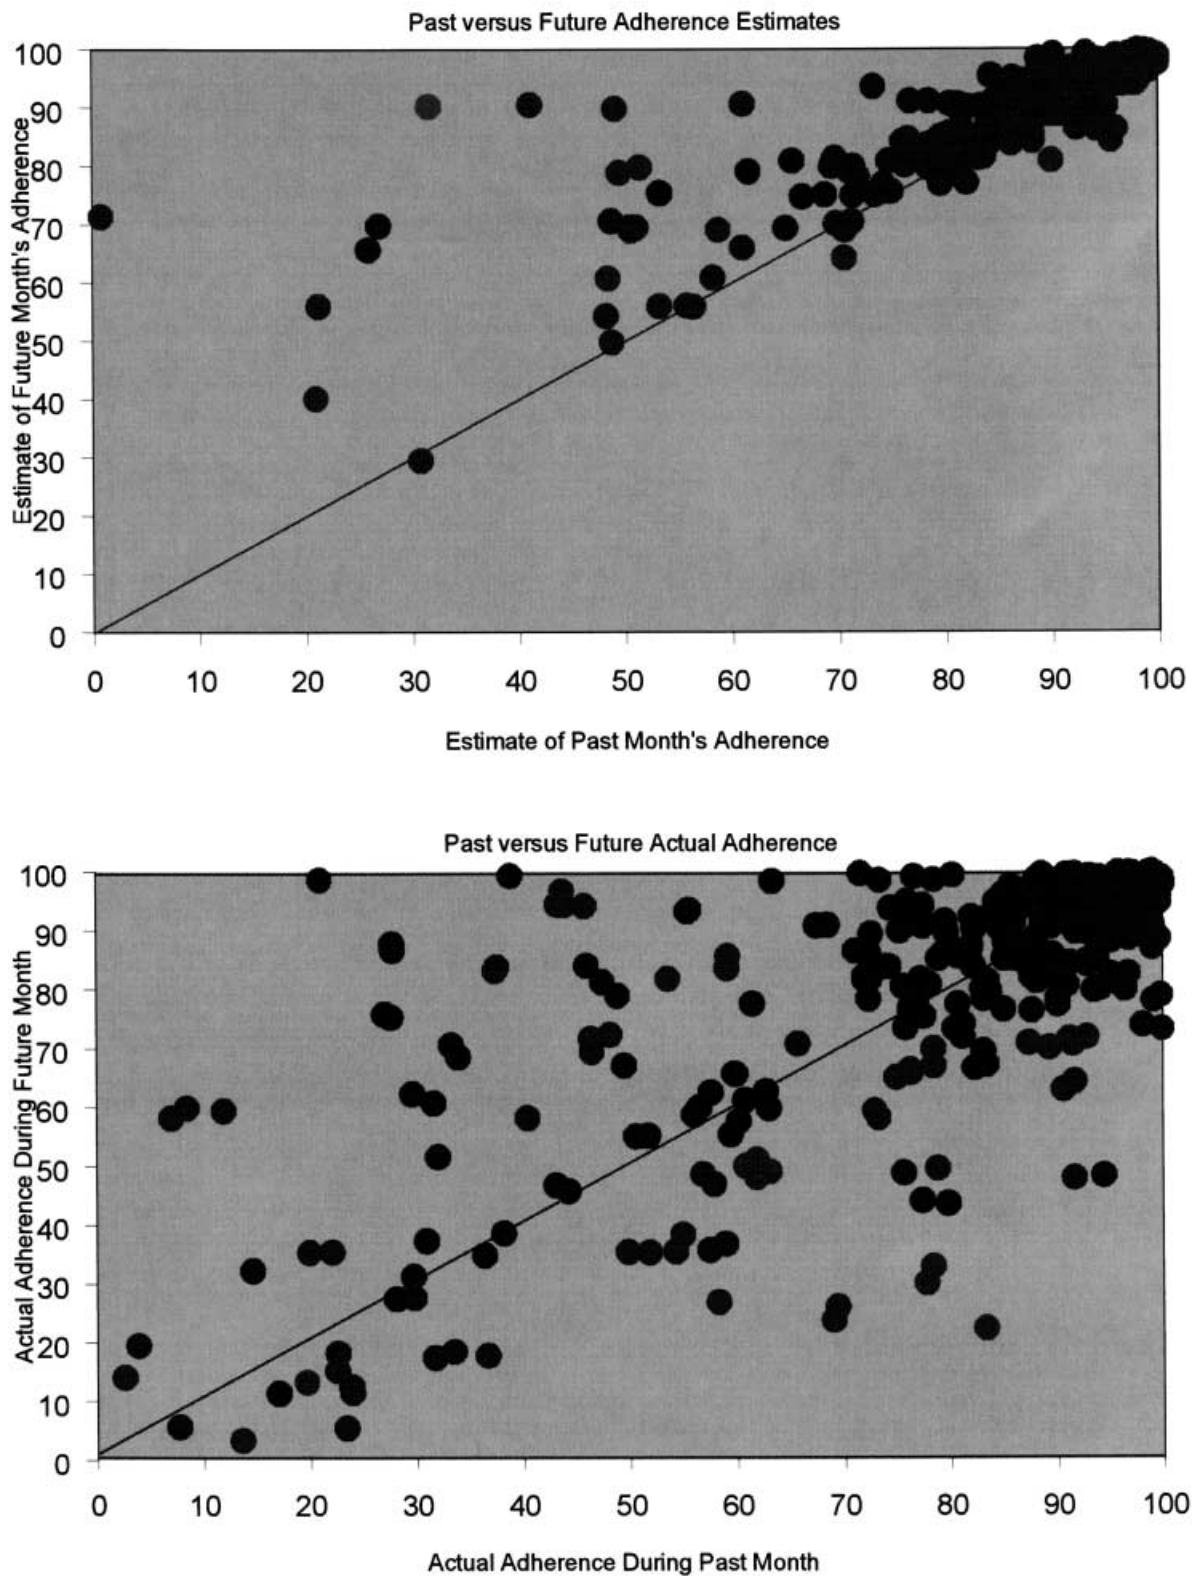 Past versus Future Adherence Estimates
Estimate of Future Month's Adherence
100
90
80
70
60
50
40
30
20
10
0
0 10 20 30 40 50 60 70 80 90 100
Estimate of Past Month's Adherence
Past versus Future Actual Adherence
Actual Adherence During Future Month
100
90
80
70
60
50
40
30
20
10
0
0 10 20 30 40 50 60 70 80 90 100
Actual Adherence During Past Month